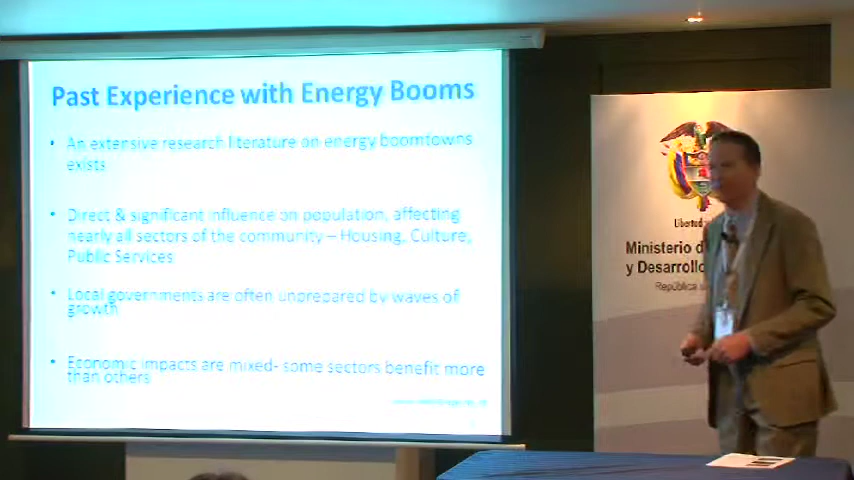 Past Experience with Energy Booms
• An extensive research literature on energy boomtowns
exists
• Direct & significant influence on population, affecting
nearly all sectors of the community – Housing, Culture,
Public Services
• Local governments are often unprepared by waves of
growth
• Economic impacts are mixed- some sectors benefit more
than others
Libertad
Ministerio d
y Desarrollo
República